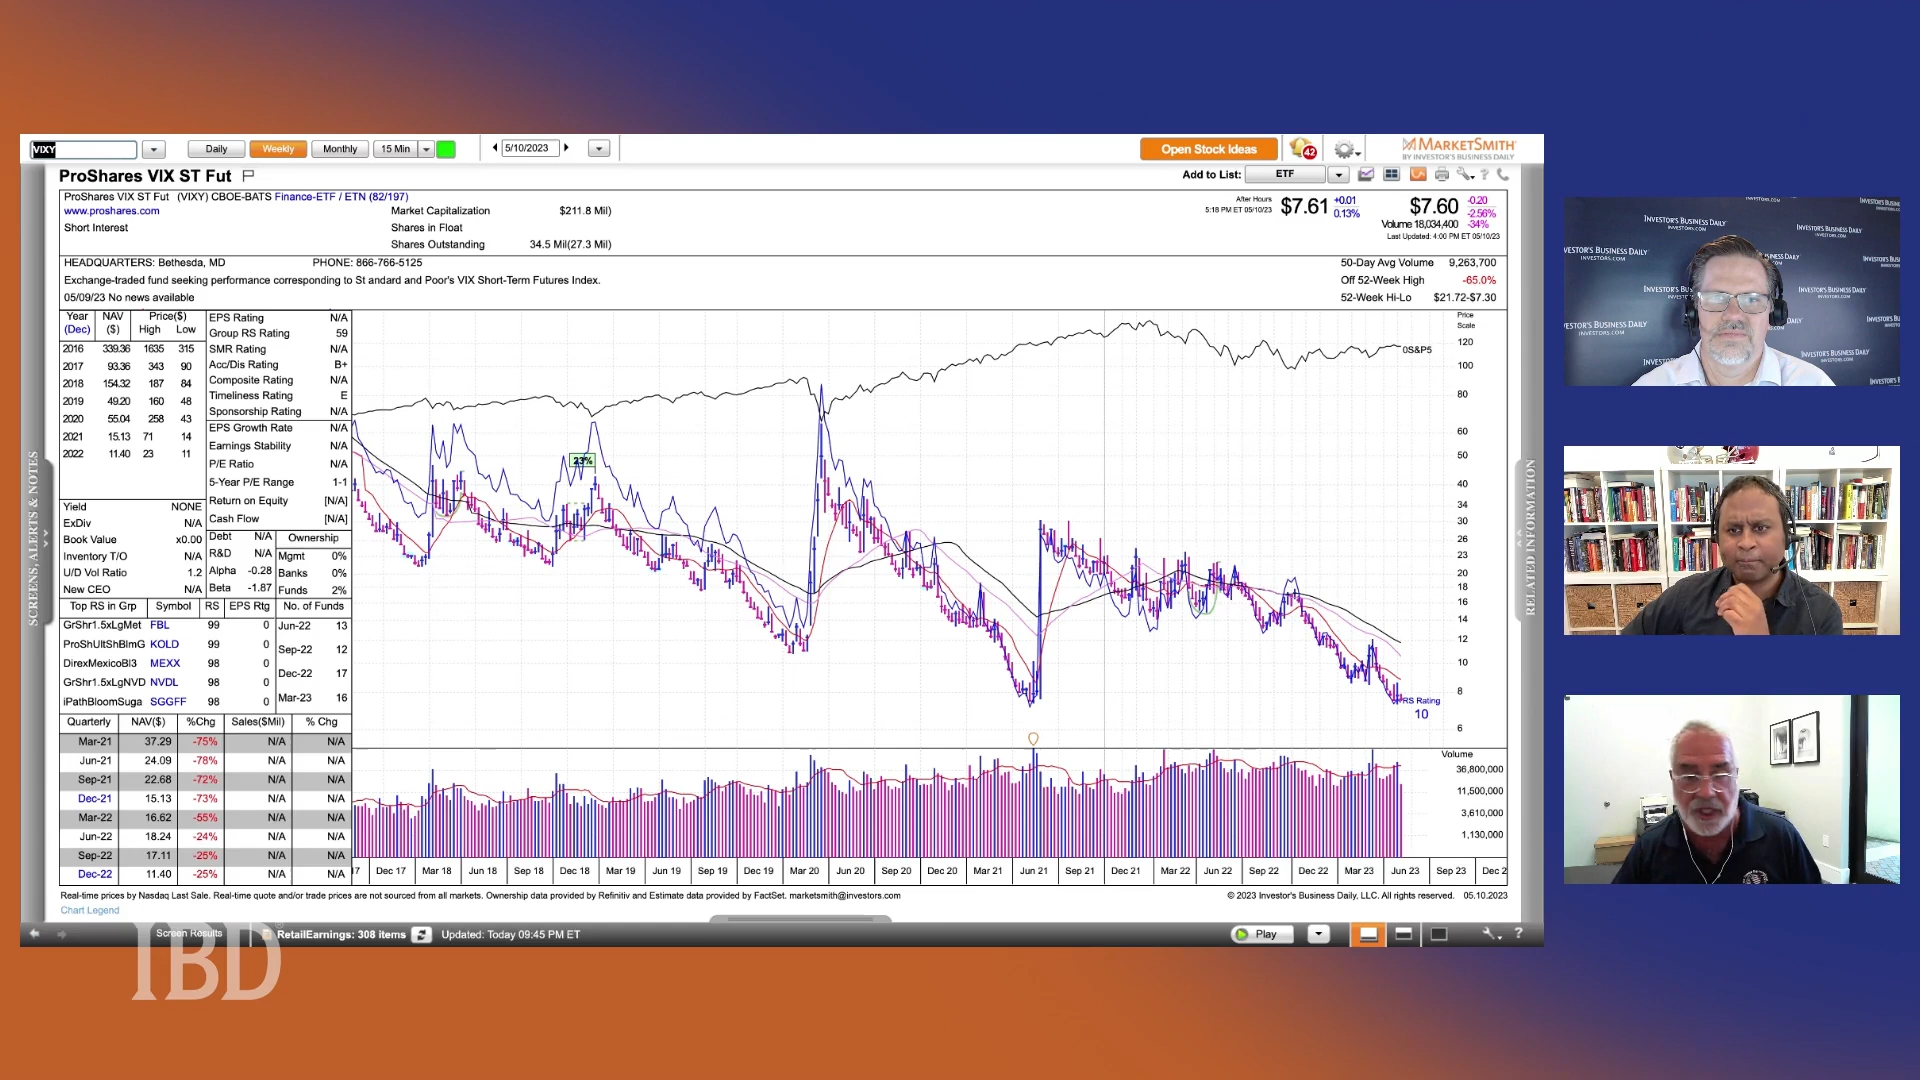 VIXY
Daily
Weekly
Monthly
15 Min
5/10/2023
Open Stock Ideas
42
MARKETSMITH
BY INVESTOR'S BUSINESS DAILY
ProShares VIX ST Fut
Add to List:
ETF
ProShares VIX ST Fut (VIXY) CBOE-BATS Finance-ETF / ETN (82/197)
www.proshares.com
Market Capitalization $211.8 Mil)
Short Interest
Shares in Float
Shares Outstanding 34.5 Mil(27.3 Mil)
After Hours
5:18 PM ET 05/10/23
$7.61
+0.01
0.13%
$7.60
-0.20
-2.56%
Volume 18,034,400 -34%
Last Updated: 4:00 PM ET 05/10/23
HEADQUARTERS: Bethesda, MD
PHONE: 866-766-5125
Exchange-traded fund seeking performance corresponding to St andard and Poor's VIX Short-Term Futures Index.
05/09/23 No news available
50-Day Avg Volume 9,263,700
Off 52-Week High -65.0%
52-Week Hi-Lo $21.72-$7.30
Year NAV Price($)
(Dec) ($) High Low
2016 339.36 1635 315
2017 93.36 343 90
2018 154.32 187 84
2019 49.20 160 48
2020 55.04 258 43
2021 15.13 71 14
2022 11.40 23 11
EPS Rating N/A
Group RS Rating 59
SMR Rating N/A
Acc/Dis Rating B+
Composite Rating N/A
Timeliness Rating E
Sponsorship Rating N/A
EPS Growth Rate N/A
Earnings Stability N/A
P/E Ratio N/A
5-Year P/E Range 1-1
Return on Equity [N/A]
Cash Flow [N/A]
Yield NONE
ExDiv N/A
Book Value x0.00
Inventory T/O N/A
U/D Vol Ratio 1.2
New CEO N/A
Debt N/A
R&D N/A
Alpha -0.28
Beta -1.87
Ownership
Mgmt 0%
Banks 0%
Funds 2%
Top RS in Grp Symbol RS EPS Rtg
GrShr1.5xLgMet FBL 99 0
ProShUltShBlmG KOLD 99 0
DirexMexicoBl3 MEXX 98 0
GrShr1.5xLgNVD NVDL 98 0
iPathBloomSuga SGGFF 98 0
No. of Funds
Jun-22 13
Sep-22 12
Dec-22 17
Mar-23 16
Quarterly NAV($) %Chg Sales($Mil) % Chg
Mar-21 37.29 -75% N/A N/A
Jun-21 24.09 -78% N/A N/A
Sep-21 22.68 -72% N/A N/A
Dec-21 15.13 -73% N/A N/A
Mar-22 16.62 -55% N/A N/A
Jun-22 18.24 -24% N/A N/A
Sep-22 17.11 -25% N/A N/A
Dec-22 11.40 -25% N/A N/A
23%
Price
Scale
0S&P5
120
100
80
60
50
40
34
30
26
23
20
18
16
14
12
10
8
6
RS Rating
10
Volume
36,800,000
11,500,000
3,610,000
1,130,000
17 Dec 17 Mar 18 Jun 18 Sep 18 Dec 18 Mar 19 Jun 19 Sep 19 Dec 19 Mar 20 Jun 20 Sep 20 Dec 20 Mar 21 Jun 21 Sep 21 Dec 21 Mar 22 Jun 22 Sep 22 Dec 22 Mar 23 Jun 23 Sep 23 Dec 2
Real-time prices by Nasdaq Last Sale. Real-time quote and/or trade prices are not sourced from all markets. Ownership data provided by Refinitiv and Estimate data provided by FactSet. marketsmith@investors.com
© 2023 Investor's Business Daily, LLC. All rights reserved. 05.10.2023
Chart Legend
SCREENS, ALERTS & NOTES
RELATED INFORMATION
Screen Results
RetailEarnings: 308 items
Updated: Today 09:45 PM ET
Play
IBD
INVESTOR'S BUSINESS DAILY
INVESTORS.COM